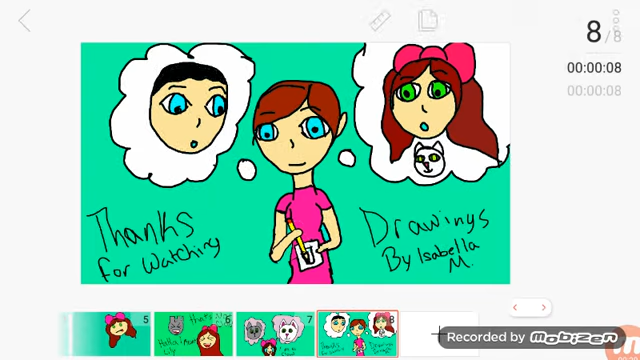 8/8
00:00:08
00:00:08
Thanks
for watching
Drawings
By Isabella
M.
5
6
7
8
Recorded by mobizen